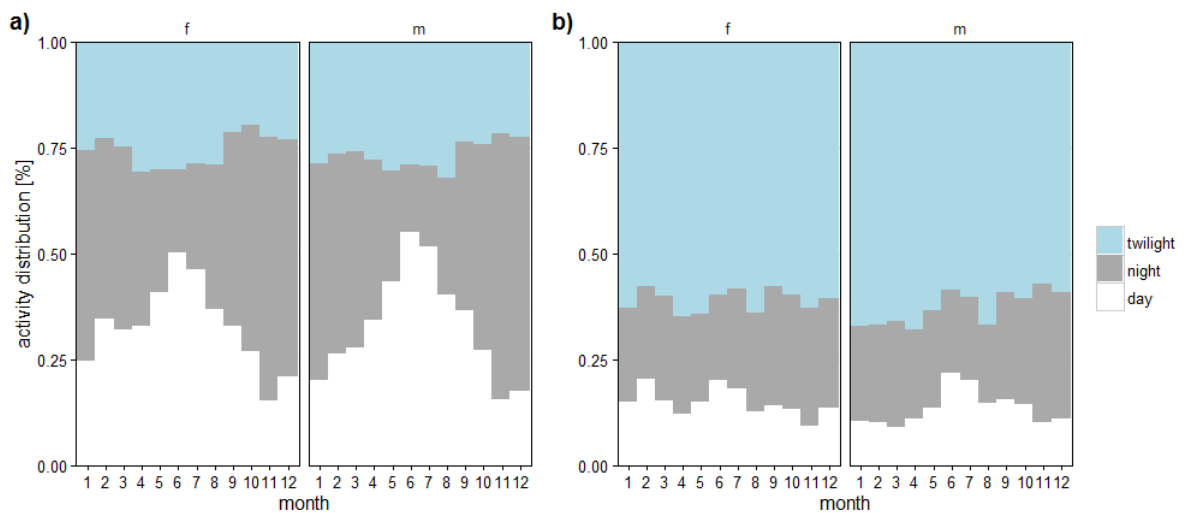 a)
f
m
1.00
0.75
0.50
0.25
0.00
activity distribution [%]
1 2 3 4 5 6 7 8 9 10 11 12
1 2 3 4 5 6 7 8 9 10 11 12
month
b)
f
m
1.00
0.75
0.50
0.25
0.00
1 2 3 4 5 6 7 8 9 10 11 12
1 2 3 4 5 6 7 8 9 10 11 12
month
twilight
night
day